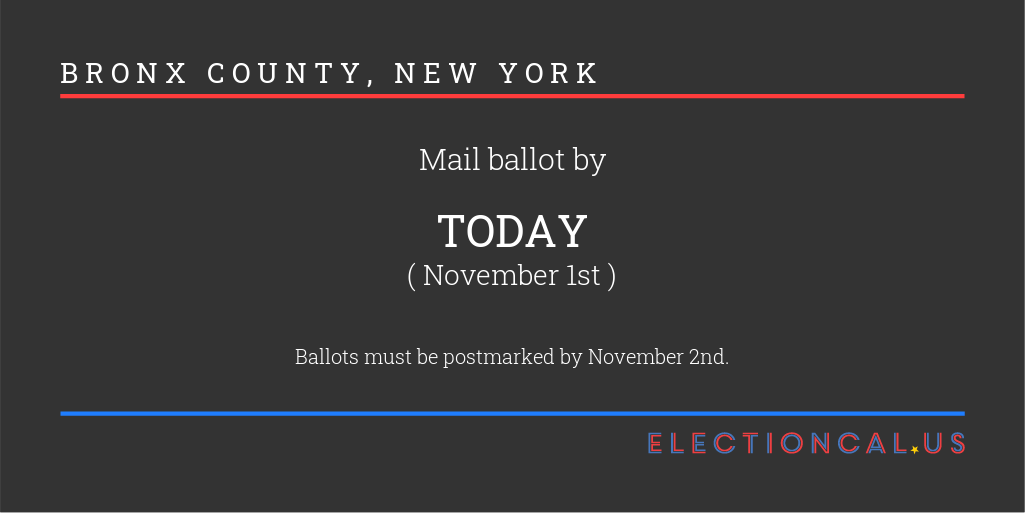 BRONX COUNTY, NEW YORK
Mail ballot by
TODAY
( November 1st )
Ballots must be postmarked by November 2nd.
ELECTIONCAL.US